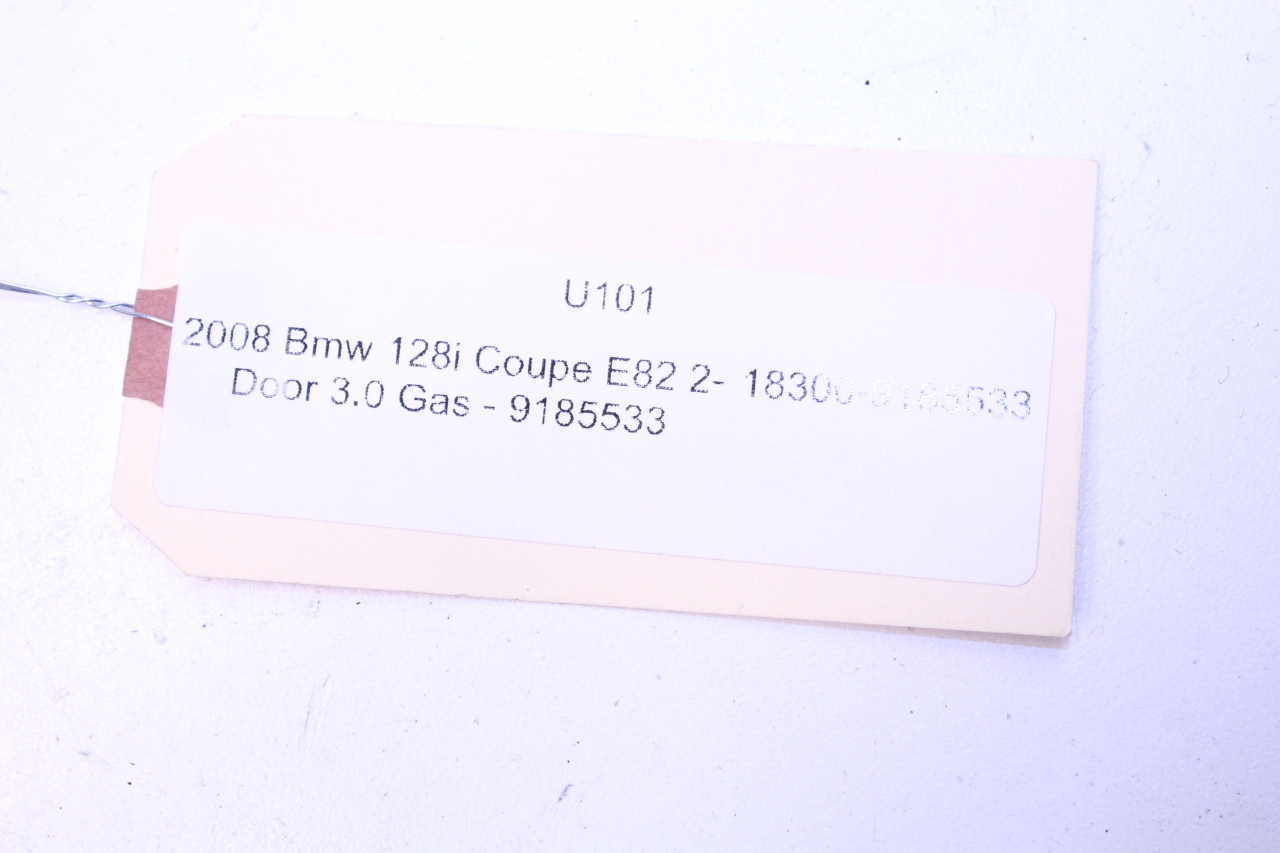 U101
2008 Bmw 128i Coupe E82 2- 18300-9185533
Door 3.0 Gas - 9185533